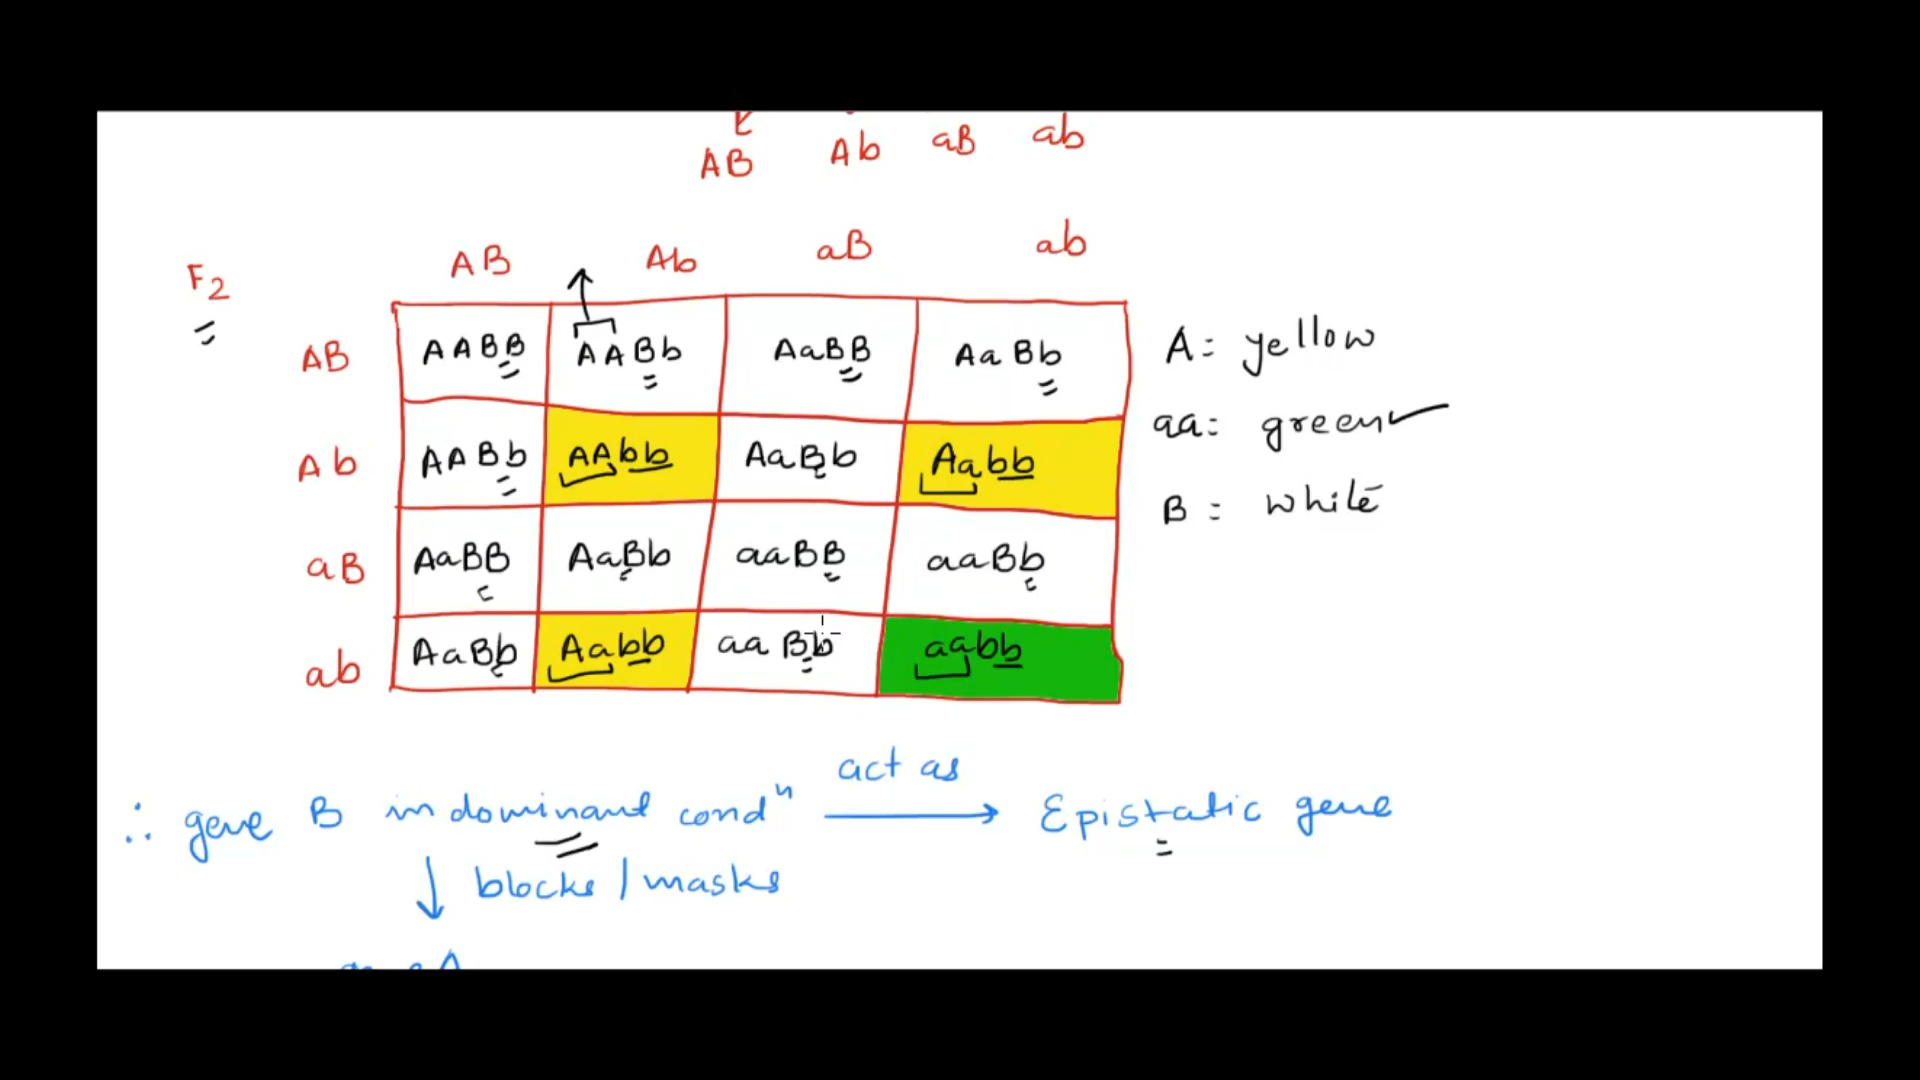 AB Ab aB ab
F2 AB Ab aB ab
AB AABB AABb AaBB AaBb A = yellow
Ab AABb AAbb AaBb Aabb aa = green
aB AaBB AaBb aaBB aaBb B = white
ab AaBb Aabb aaBb aabb
∴ gene B in dominant condn act as → Epistatic gene
↓ blocks / masks